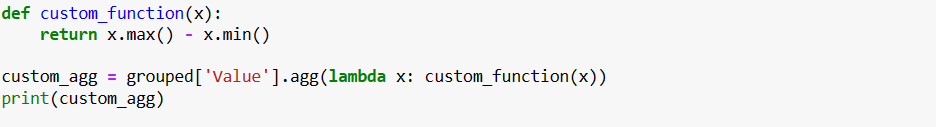 def custom_function(x):
    return x.max() - x.min()

custom_agg = grouped['Value'].agg(lambda x: custom_function(x))
print(custom_agg)